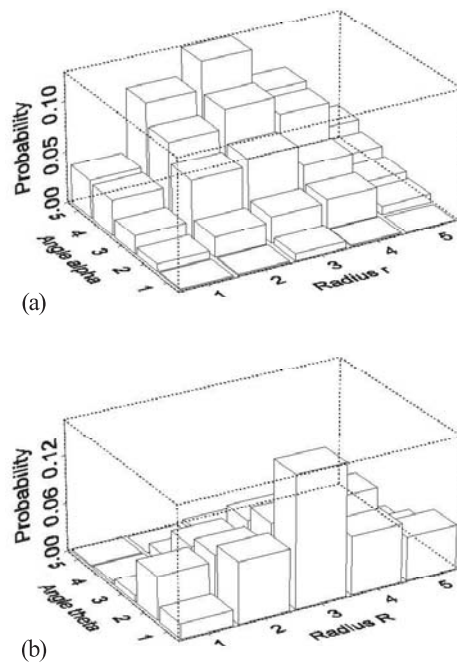 Probability
0.00 0.05 0.10
5 4 3 2 1
Angle alpha
1 2 3 4 5
Radius r
(a)
Probability
0.00 0.06 0.12
5 4 3 2 1
Angle theta
1 2 3 4 5
Radius R
(b)